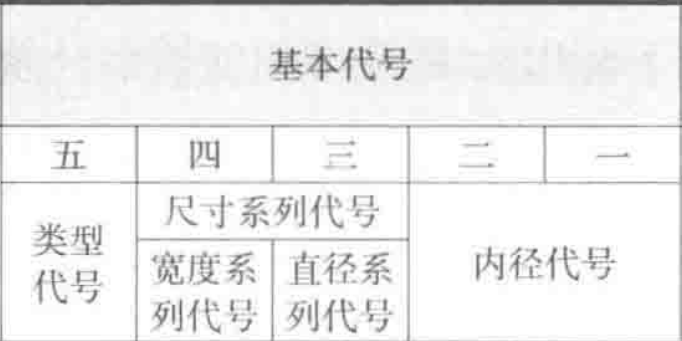 基本代号
五 四 三 二 一
类型
代号
尺寸系列代号
宽度系
列代号
直径系
列代号
内径代号